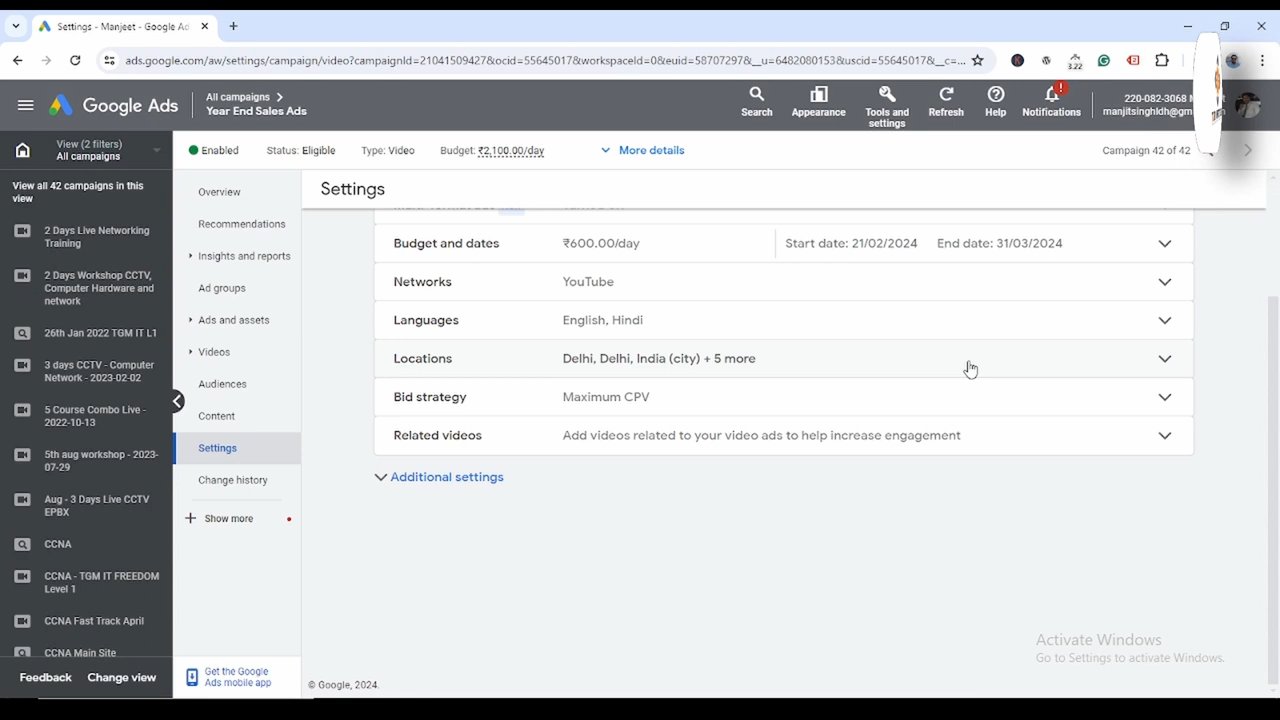 Settings - Manjeet - Google Ad
ads.google.com/aw/settings/campaign/video?campaignId=21041509427&ocid=55645017&workspaceId=0&euid=58707297&__u=6482080153&uscid=55645017&__c=...
3.22
Google Ads
All campaigns
Year End Sales Ads
Search
Appearance
Tools and settings
Refresh
Help
Notifications
220-082-3068 M
manjitsinghldh@gm
View (2 filters)
All campaigns
Enabled
Status: Eligible
Type: Video
Budget: ₹2,100.00/day
More details
Campaign 42 of 42
View all 42 campaigns in this view
2 Days Live Networking Training
2 Days Workshop CCTV, Computer Hardware and network
26th Jan 2022 TGM IT L1
3 days CCTV - Computer Network - 2023-02-02
5 Course Combo Live - 2022-10-13
5th aug workshop - 2023-07-29
Aug - 3 Days Live CCTV EPBX
CCNA
CCNA - TGM IT FREEDOM Level 1
CCNA Fast Track April
CCNA Main Site
Feedback
Change view
Overview
Recommendations
Insights and reports
Ad groups
Ads and assets
Videos
Audiences
Content
Settings
Change history
Show more
Get the Google Ads mobile app
Settings
Budget and dates
₹600.00/day
Start date: 21/02/2024
End date: 31/03/2024
Networks
YouTube
Languages
English, Hindi
Locations
Delhi, Delhi, India (city) + 5 more
Bid strategy
Maximum CPV
Related videos
Add videos related to your video ads to help increase engagement
Additional settings
Activate Windows
Go to Settings to activate Windows.
© Google, 2024.